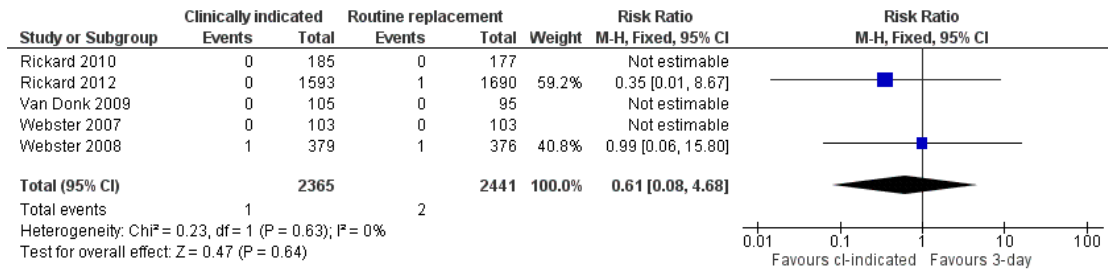 Clinically indicated Routine replacement Risk Ratio Risk Ratio
Study or Subgroup Events Total Events Total Weight M-H, Fixed, 95% CI M-H, Fixed, 95% CI
Rickard 2010 0 185 0 177 Not estimable
Rickard 2012 0 1593 1 1690 59.2% 0.35 [0.01, 8.67]
Van Donk 2009 0 105 0 95 Not estimable
Webster 2007 0 103 0 103 Not estimable
Webster 2008 1 379 1 376 40.8% 0.99 [0.06, 15.80]
Total (95% CI) 2365 2441 100.0% 0.61 [0.08, 4.68]
Total events 1 2
Heterogeneity: Chi² = 0.23, df = 1 (P = 0.63); I² = 0%
Test for overall effect: Z = 0.47 (P = 0.64)
0.01 0.1 1 10 100
Favours cl-indicated Favours 3-day